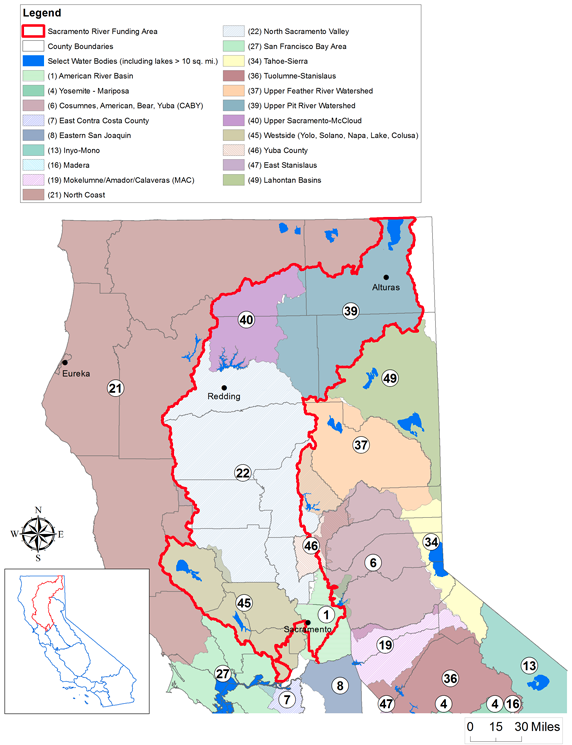 Legend
Sacramento River Funding Area
County Boundaries
Select Water Bodies (including lakes > 10 sq. mi.)
(1) American River Basin
(4) Yosemite - Mariposa
(6) Cosumnes, American, Bear, Yuba (CABY)
(7) East Contra Costa County
(8) Eastern San Joaquin
(13) Inyo-Mono
(16) Madera
(19) Mokelumne/Amador/Calaveras (MAC)
(21) North Coast
(22) North Sacramento Valley
(27) San Francisco Bay Area
(34) Tahoe-Sierra
(36) Tuolumne-Stanislaus
(37) Upper Feather River Watershed
(39) Upper Pit River Watershed
(40) Upper Sacramento-McCloud
(45) Westside (Yolo, Solano, Napa, Lake, Colusa)
(46) Yuba County
(47) East Stanislaus
(49) Lahontan Basins
Alturas
39
40
Eureka
49
21
Redding
37
22
N
W E
S
46
34
6
45
1
Sacramento
19
27
13
36
8
7
47
4
4
16
0 15 30 Miles